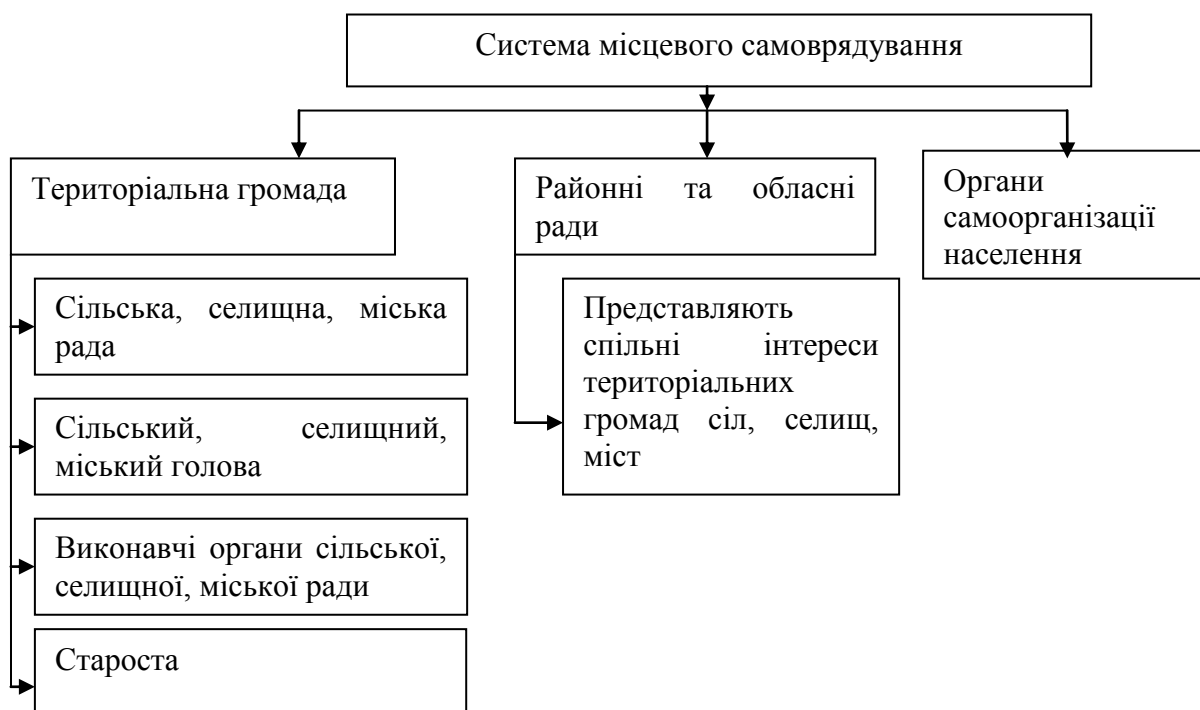 Система місцевого самоврядування
Територіальна громада
Сільська, селищна, міська
рада
Сільський, селищний,
міський голова
Виконавчі органи сільської,
селищної, міської ради
Староста
Районні та обласні
ради
Представляють
спільні інтереси
територіальних
громад сіл, селищ,
міст
Органи
самоорганізації
населення